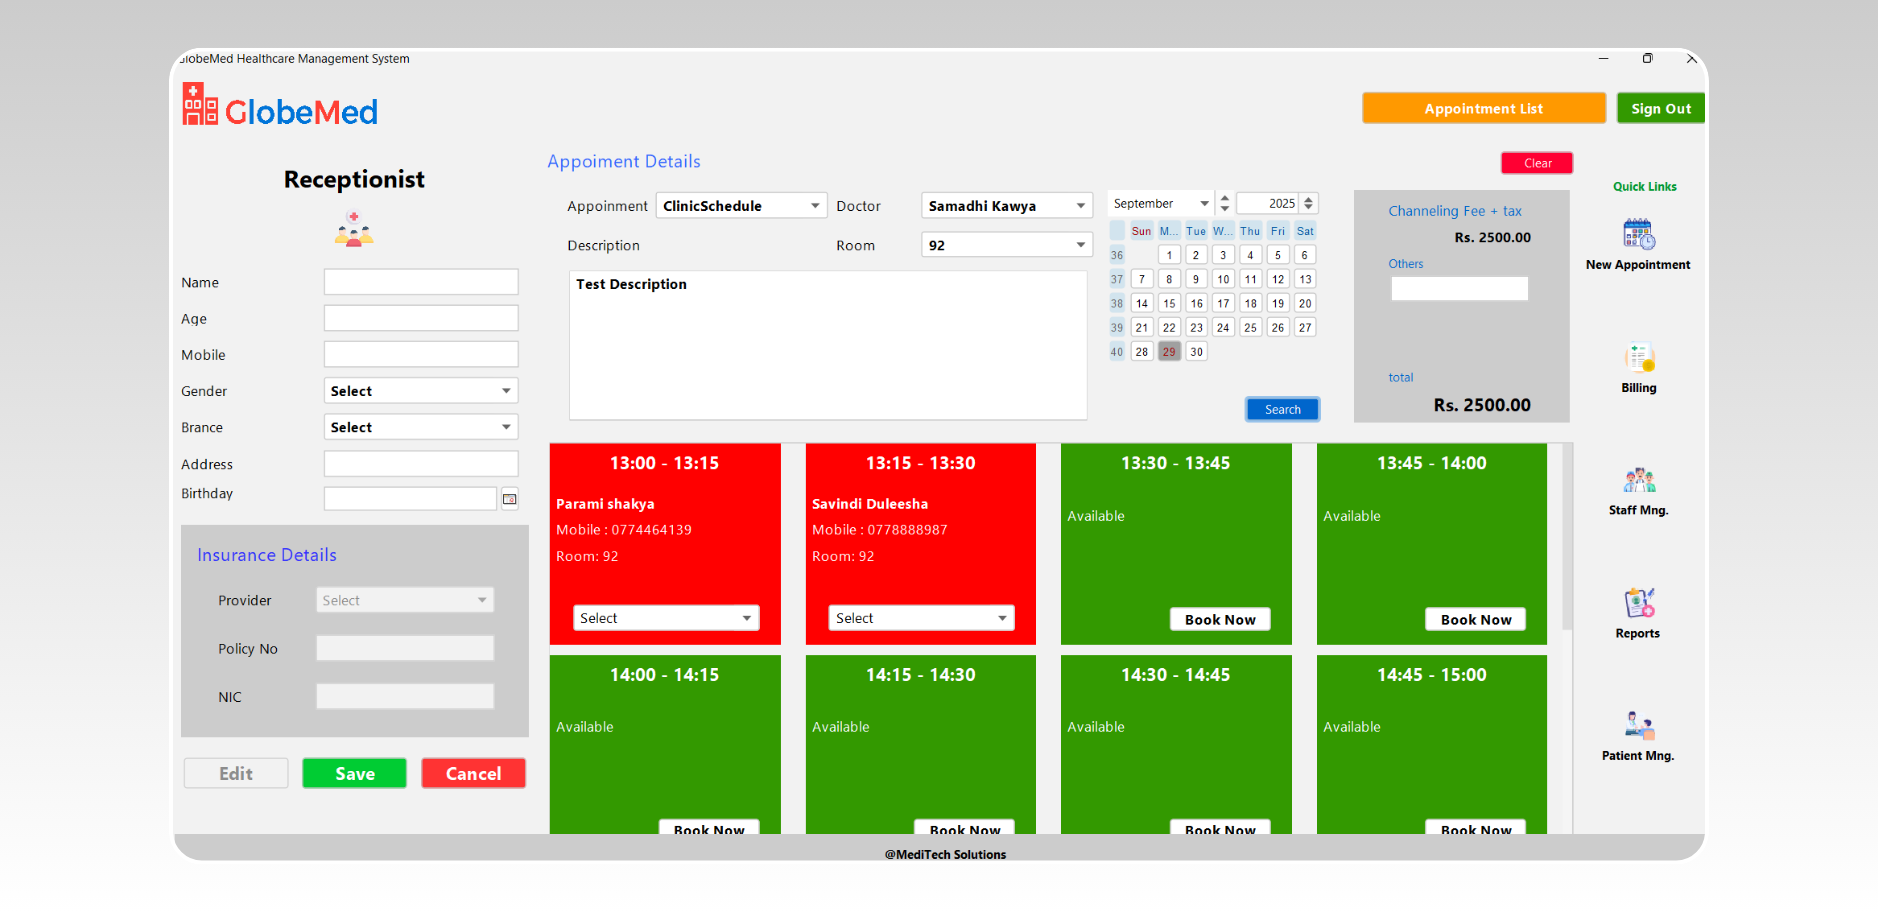 GlobeMed Healthcare Management System
GlobeMed
Appointment List
Sign Out
Receptionist
Name
Age
Mobile
Gender
Select
Brance
Select
Address
Birthday
Insurance Details
Provider
Select
Policy No
NIC
Edit
Save
Cancel
Appoiment Details
Clear
Appoinment
ClinicSchedule
Doctor
Samadhi Kawya
Description
Room
92
Test Description
September
2025
Sun M... Tue W... Thu Fri Sat
36 1 2 3 4 5 6
37 7 8 9 10 11 12 13
38 14 15 16 17 18 19 20
39 21 22 23 24 25 26 27
40 28 29 30
Search
Channeling Fee + tax
Rs. 2500.00
Others
total
Rs. 2500.00
Quick Links
New Appointment
Billing
Staff Mng.
Reports
Patient Mng.
13:00 - 13:15
Parami shakya
Mobile : 0774464139
Room: 92
Select
13:15 - 13:30
Savindi Duleesha
Mobile : 0778888987
Room: 92
Select
13:30 - 13:45
Available
Book Now
13:45 - 14:00
Available
Book Now
14:00 - 14:15
Available
Book Now
14:15 - 14:30
Available
Book Now
14:30 - 14:45
Available
Book Now
14:45 - 15:00
Available
Book Now
@MediTech Solutions